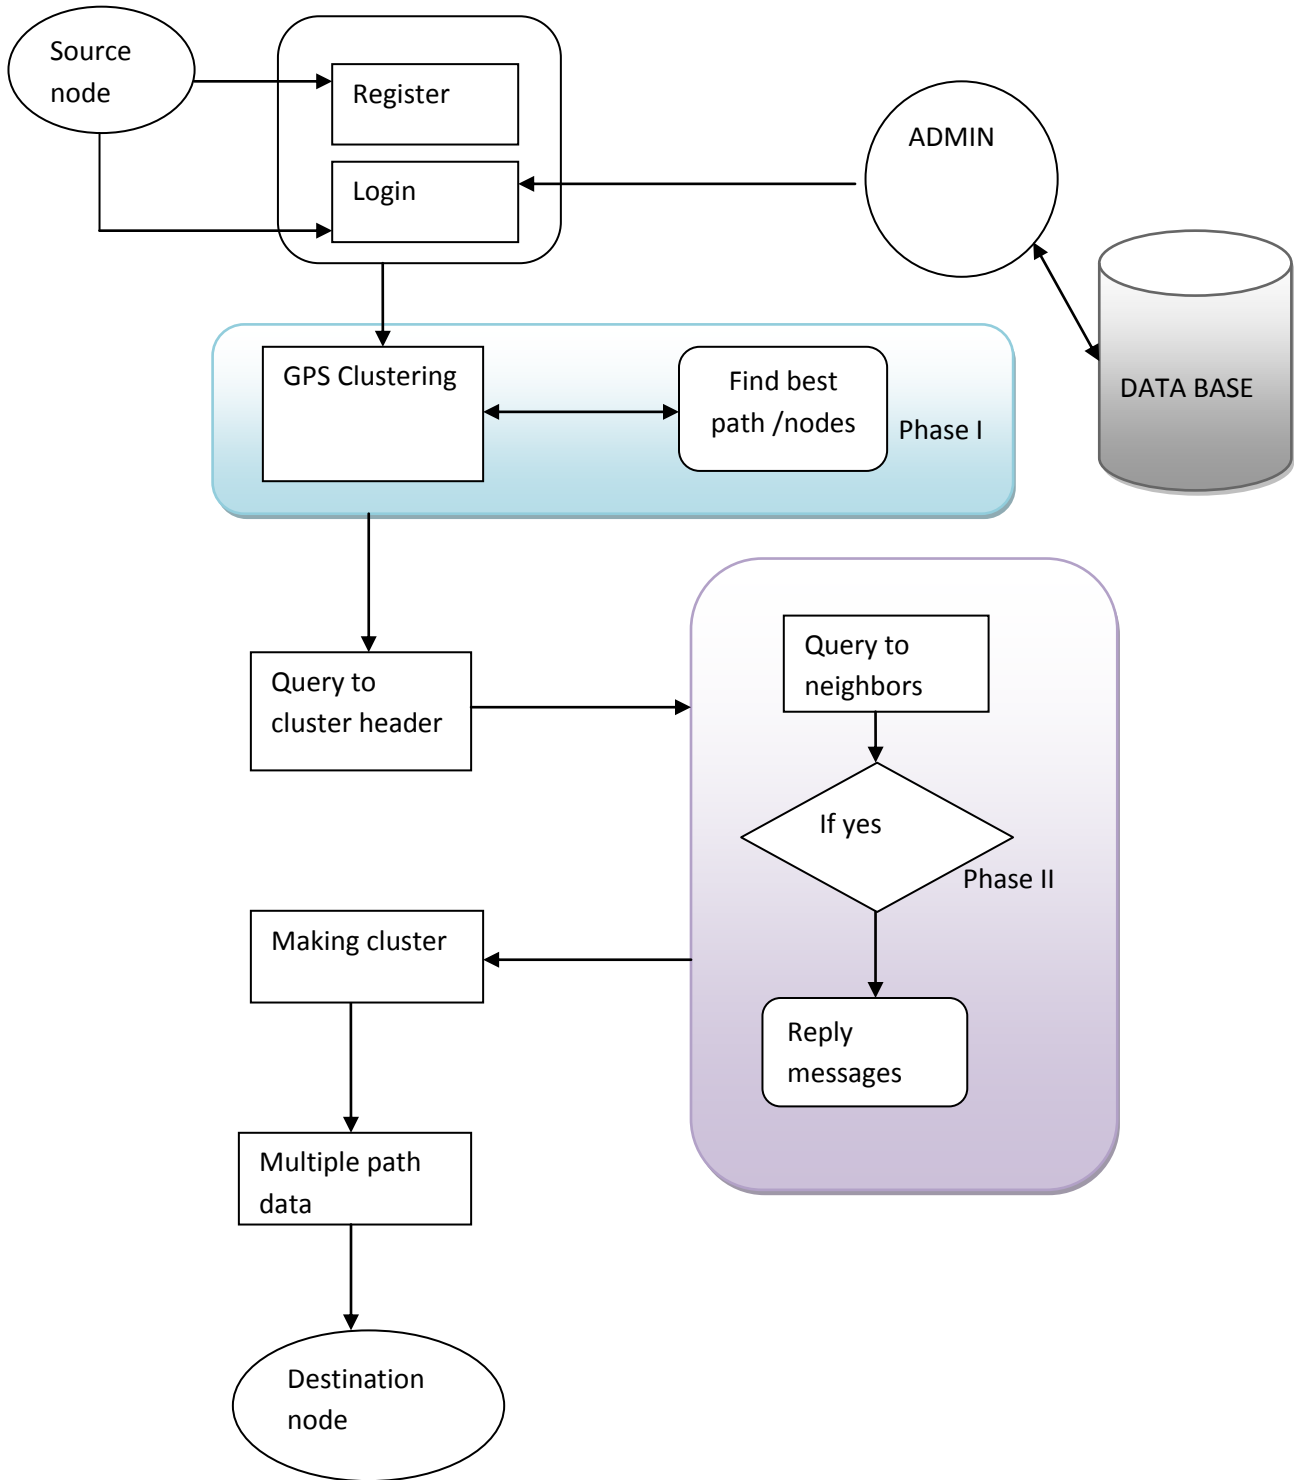 Source
node
Register
Login
ADMIN
DATA BASE
GPS Clustering
Find best
path /nodes
Phase I
Query to
cluster header
Query to
neighbors
If yes
Phase II
Making cluster
Reply
messages
Multiple path
data
Destination
node